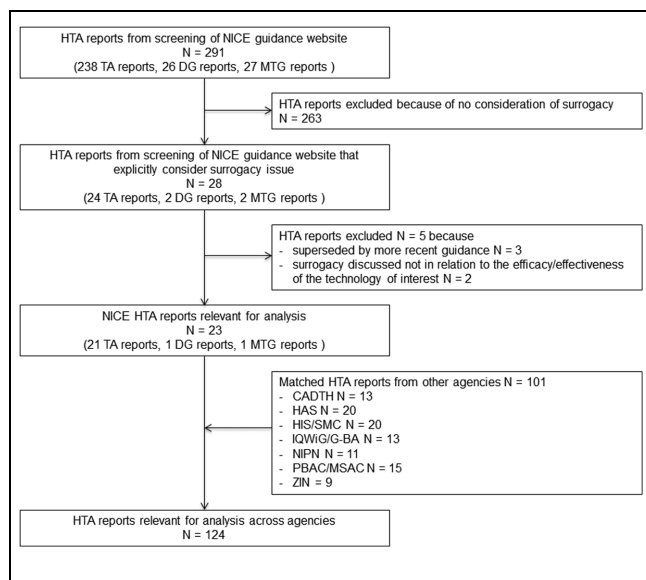 HTA reports from screening of NICE guidance website
N = 291
(238 TA reports, 26 DG reports, 27 MTG reports )
HTA reports excluded because of no consideration of surrogacy
N = 263
HTA reports from screening of NICE guidance website that
explicitly consider surrogacy issue
N = 28
(24 TA reports, 2 DG reports, 2 MTG reports )
HTA reports excluded N = 5 because
- superseded by more recent guidance N = 3
- surrogacy discussed not in relation to the efficacy/effectiveness
of the technology of interest N = 2
NICE HTA reports relevant for analysis
N = 23
(21 TA reports, 1 DG reports, 1 MTG reports )
Matched HTA reports from other agencies N = 101
- CADTH N = 13
- HAS N = 20
- HIS/SMC N = 20
- IQWiG/G-BA N = 13
- NIPN N = 11
- PBAC/MSAC N = 15
- ZIN = 9
HTA reports relevant for analysis across agencies
N = 124